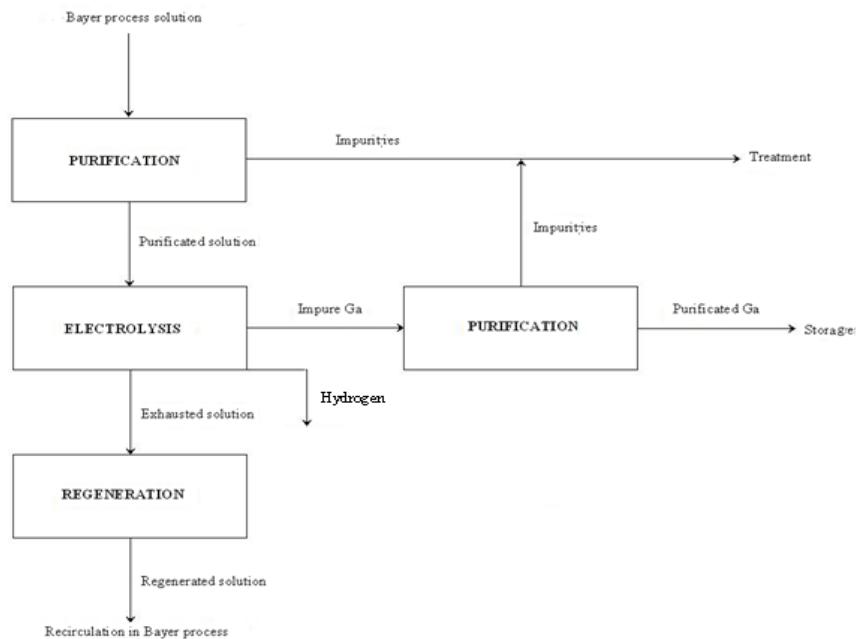 Bayer process solution
PURIFICATION
Impurities
Treatment
Purificated solution
Impurities
ELECTROLYSIS
Impure Ga
PURIFICATION
Purificated Ga
Storages
Hydrogen
Exhausted solution
REGENERATION
Regenerated solution
Recirculation in Bayer process